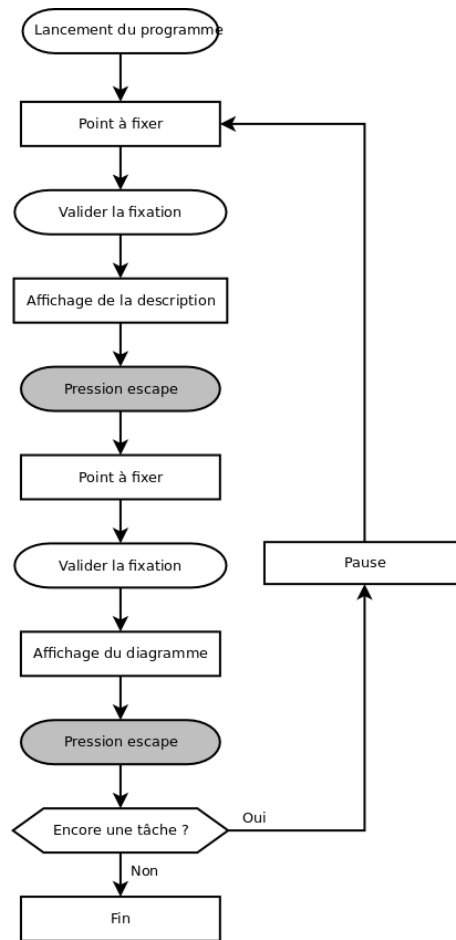 Lancement du programme
Point à fixer
Valider la fixation
Affichage de la description
Pression escape
Point à fixer
Valider la fixation
Pause
Affichage du diagramme
Pression escape
Encore une tâche ?
Oui
Non
Fin